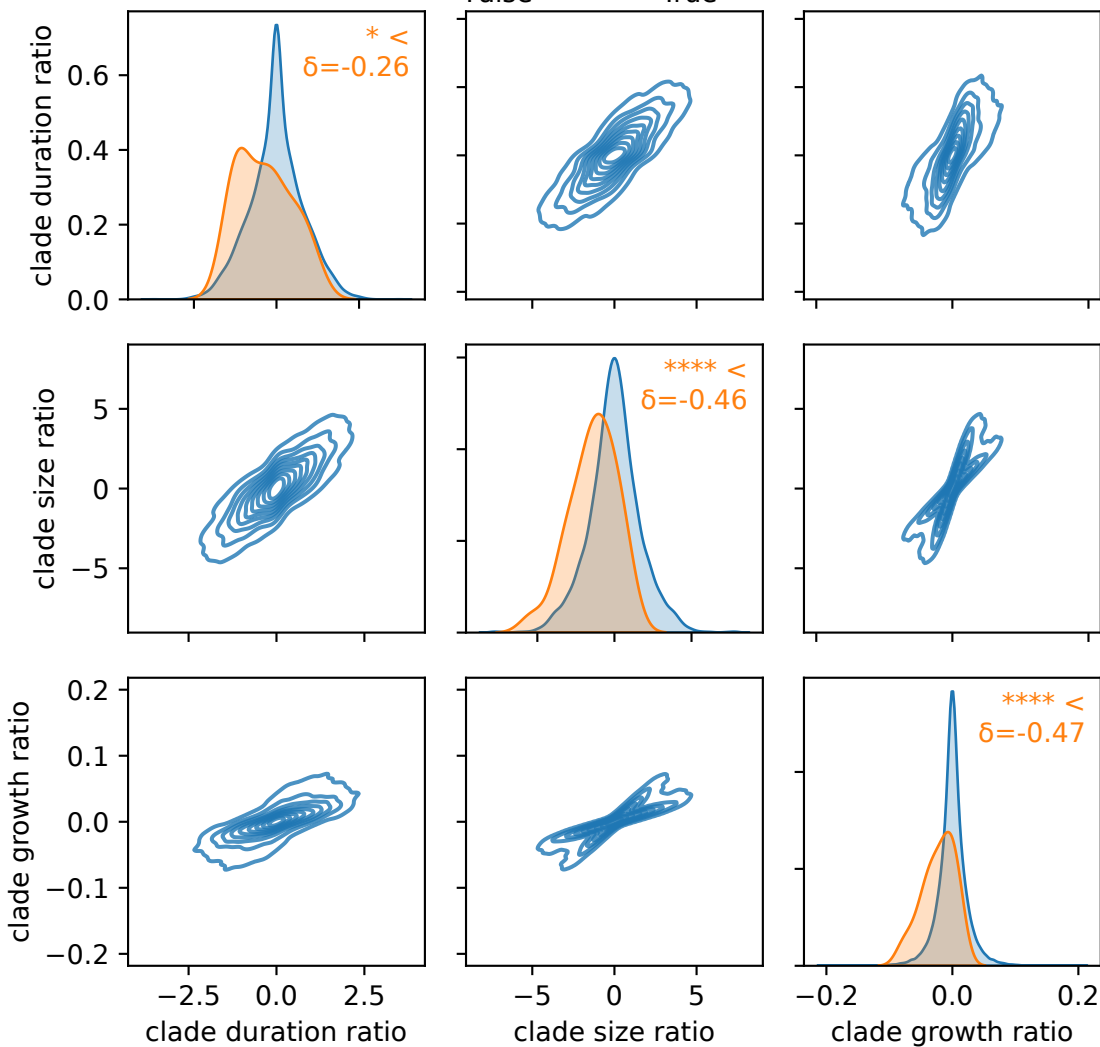 * <
δ=-0.26
clade duration ratio
0.6
0.4
0.2
0.0
**** <
δ=-0.46
clade size ratio
5
0
−5
**** <
δ=-0.47
clade growth ratio
0.2
0.1
0.0
−0.1
−0.2
−2.5 0.0 2.5 −5 0 5 −0.2 0.0 0.2
clade duration ratio clade size ratio clade growth ratio